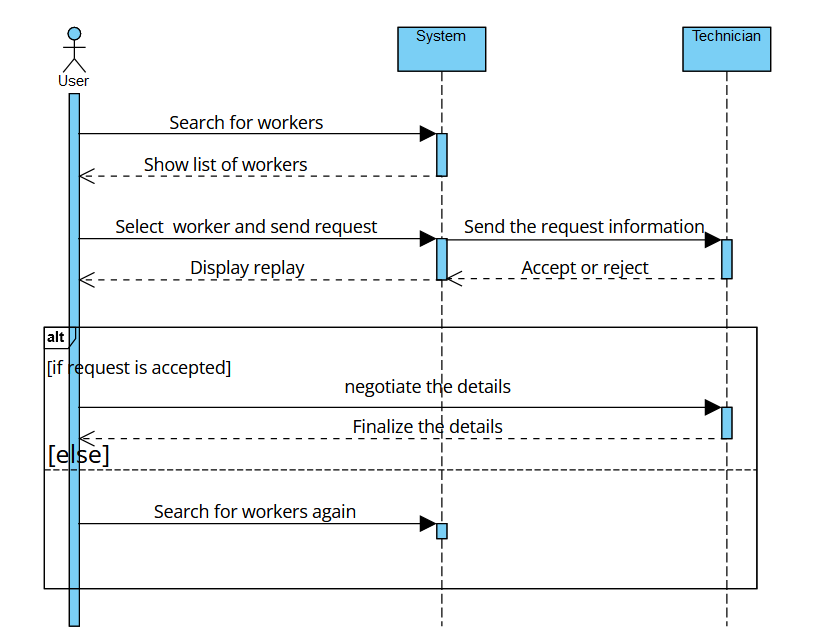 User
System
Technician
Search for workers
Show list of workers
Select worker and send request
Send the request information
Display replay
Accept or reject
alt
[if request is accepted]
negotiate the details
Finalize the details
[else]
Search for workers again